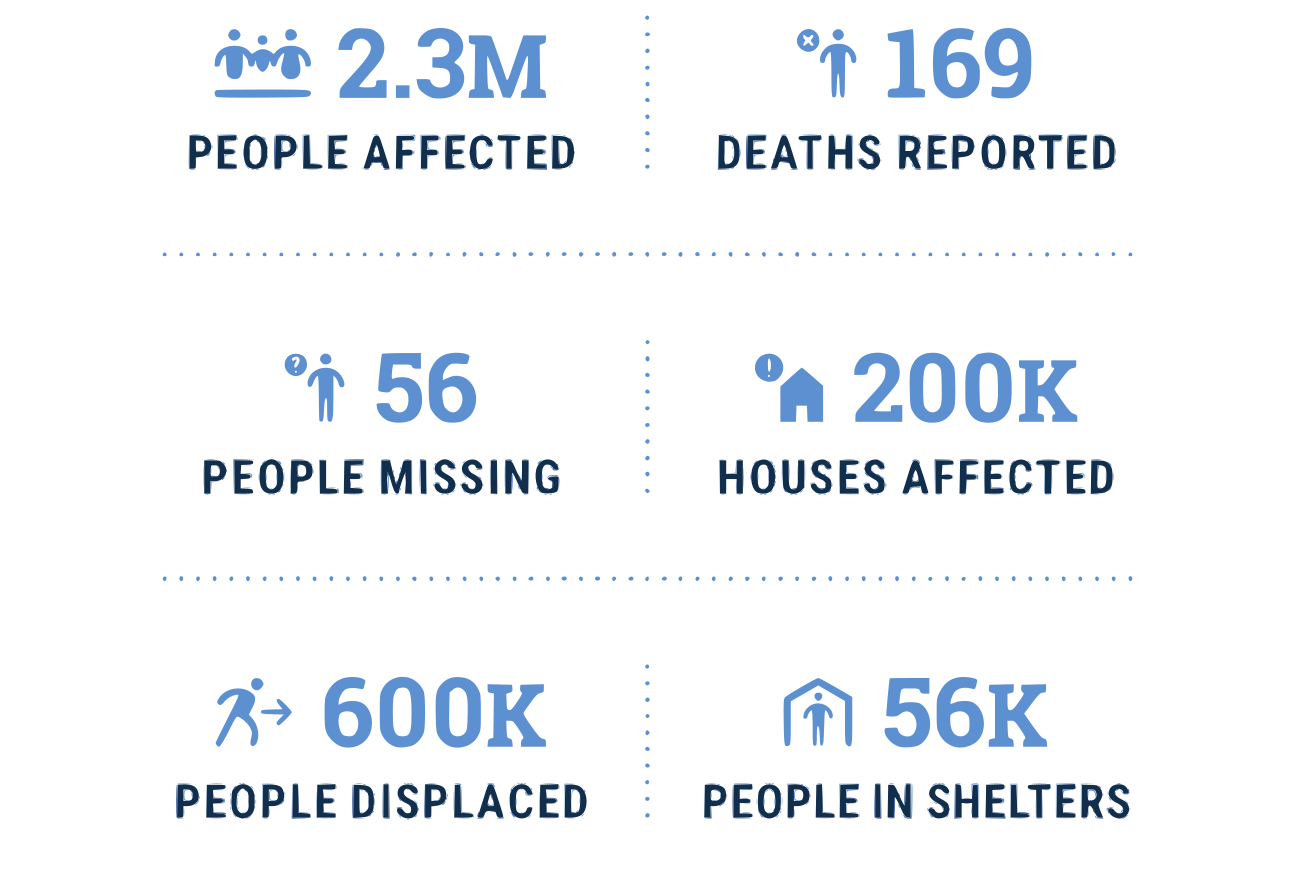 2.3M
PEOPLE AFFECTED
169
DEATHS REPORTED
56
PEOPLE MISSING
200K
HOUSES AFFECTED
600K
PEOPLE DISPLACED
56K
PEOPLE IN SHELTERS